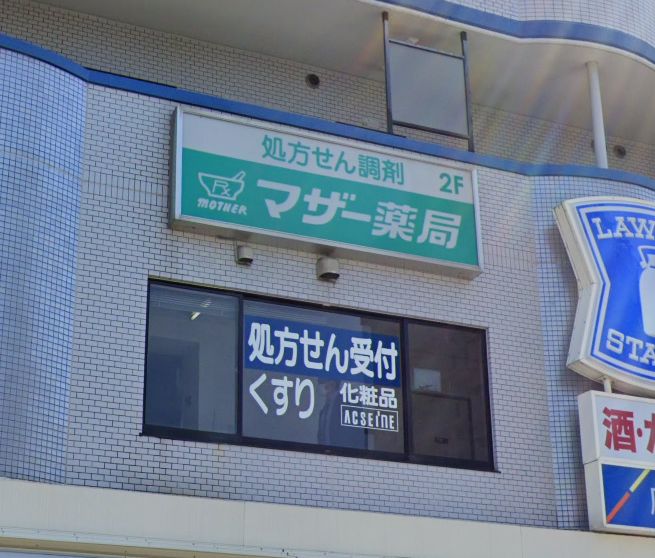 処方せん調剤 2F
Rx
MOTHER
マザー薬局
処方せん受付
くすり 化粧品
ACSEINE
LAW
STA
酒・